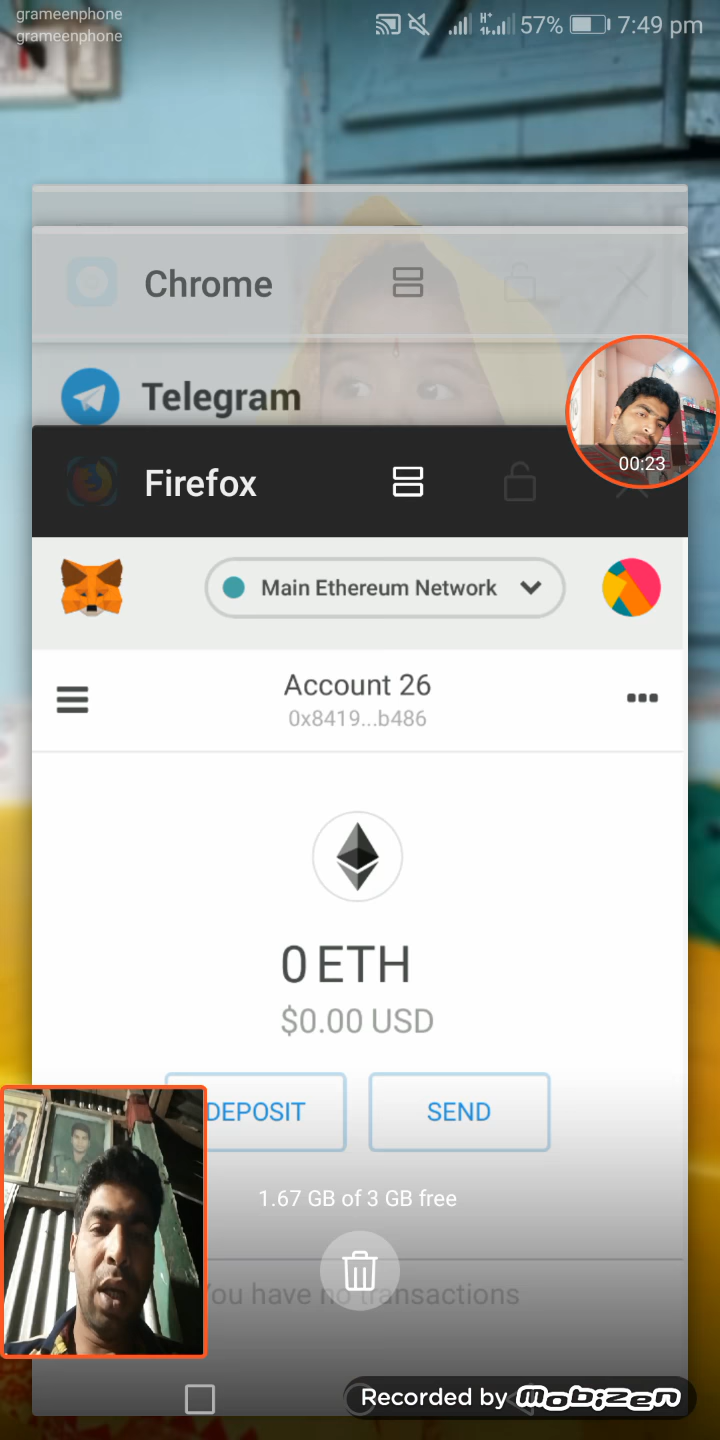 grameenphone
grameenphone
H+
57%
7:49 pm
Chrome
Telegram
00:23
Firefox
Main Ethereum Network
Account 26
0x8419...b486
0 ETH
$0.00 USD
DEPOSIT
SEND
1.67 GB of 3 GB free
You have no transactions
Recorded by mobizen